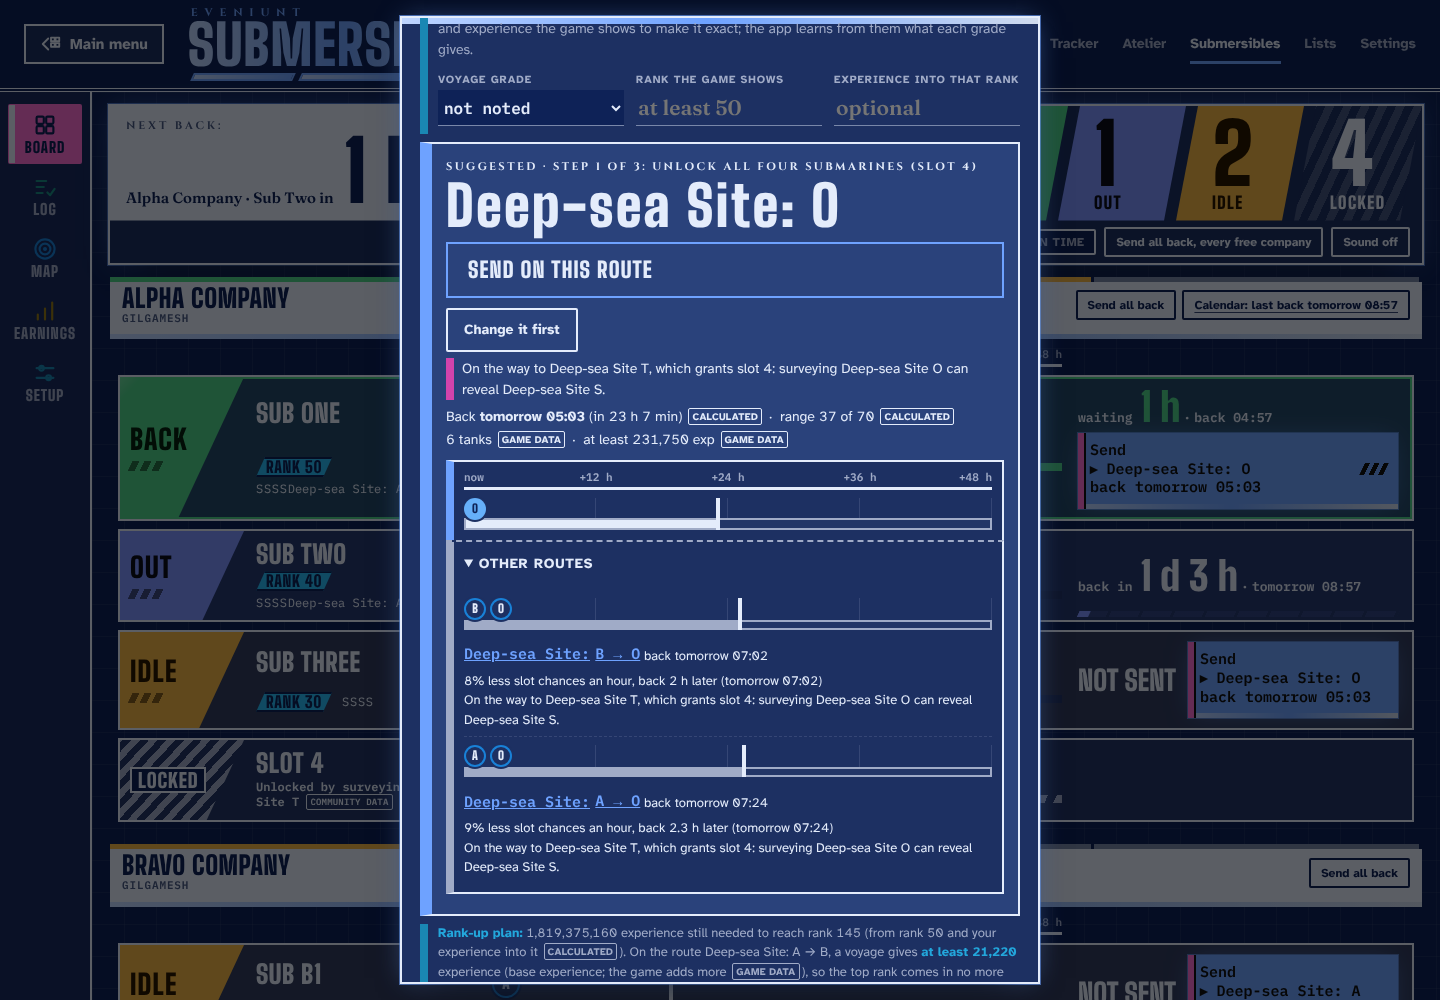 EVENIUNT
Main menu
SUBMERS
Tracker
Atelier
Submersibles
Lists
Settings
BOARD
LOG
MAP
EARNINGS
SETUP
NEXT BACK:
Alpha Company · Sub Two in
1
1
OUT
2
IDLE
4
LOCKED
N TIME
Send all back, every free company
Sound off
ALPHA COMPANY
GILGAMESH
Send all back
Calendar: last back tomorrow 08:57
8 h
BACK
SUB ONE
RANK 50
SSSSDeep-sea Site: A
waiting 1 h · back 04:57
Send
▶ Deep-sea Site: O
back tomorrow 05:03
OUT
SUB TWO
RANK 40
SSSSDeep-sea Site:
back in 1 d 3 h · tomorrow 08:57
IDLE
SUB THREE
RANK 30
SSSS
NOT SENT
Send
▶ Deep-sea Site: O
back tomorrow 05:03
LOCKED
SLOT 4
Unlocked by surveyin
Site T COMMUNITY DATA
BRAVO COMPANY
GILGAMESH
Send all back
8 h
IDLE
SUB B1
A
NOT SENT
Send
▶ Deep-sea Site: A
and experience the game shows to make it exact; the app learns from them what each grade
gives.
VOYAGE GRADE
RANK THE GAME SHOWS
EXPERIENCE INTO THAT RANK
not noted
at least 50
optional
SUGGESTED · STEP 1 OF 3: UNLOCK ALL FOUR SUBMARINES (SLOT 4)
Deep-sea Site: O
SEND ON THIS ROUTE
Change it first
On the way to Deep-sea Site T, which grants slot 4: surveying Deep-sea Site O can
reveal Deep-sea Site S.
Back tomorrow 05:03 (in 23 h 7 min) CALCULATED · range 37 of 70 CALCULATED
6 tanks GAME DATA · at least 231,750 exp GAME DATA
now
+12 h
+24 h
+36 h
+48 h
O
▼ OTHER ROUTES
B
O
Deep-sea Site: B → O back tomorrow 07:02
8% less slot chances an hour, back 2 h later (tomorrow 07:02)
On the way to Deep-sea Site T, which grants slot 4: surveying Deep-sea Site O can reveal
Deep-sea Site S.
A
O
Deep-sea Site: A → O back tomorrow 07:24
9% less slot chances an hour, back 2.3 h later (tomorrow 07:24)
On the way to Deep-sea Site T, which grants slot 4: surveying Deep-sea Site O can reveal
Deep-sea Site S.
Rank-up plan: 1,819,375,160 experience still needed to reach rank 145 (from rank 50 and your
experience into it CALCULATED ). On the route Deep-sea Site: A → B, a voyage gives at least 21,220
experience (base experience; the game adds more GAME DATA ), so the top rank comes in no more